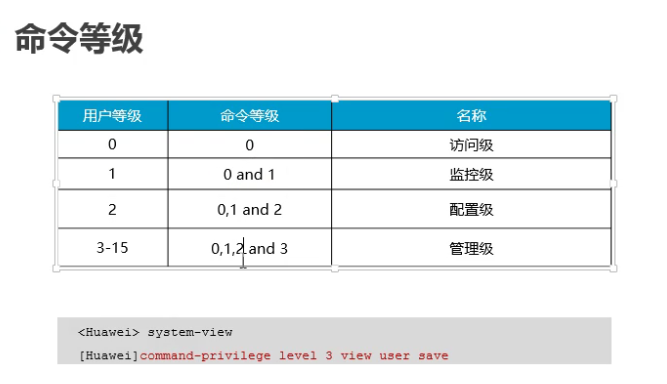 命令等级
用户等级 命令等级 名称
0 0 访问级
1 0 and 1 监控级
2 0,1 and 2 配置级
3-15 0,1,2 and 3 管理级
<Huawei> system-view
[Huawei]command-privilege level 3 view user save